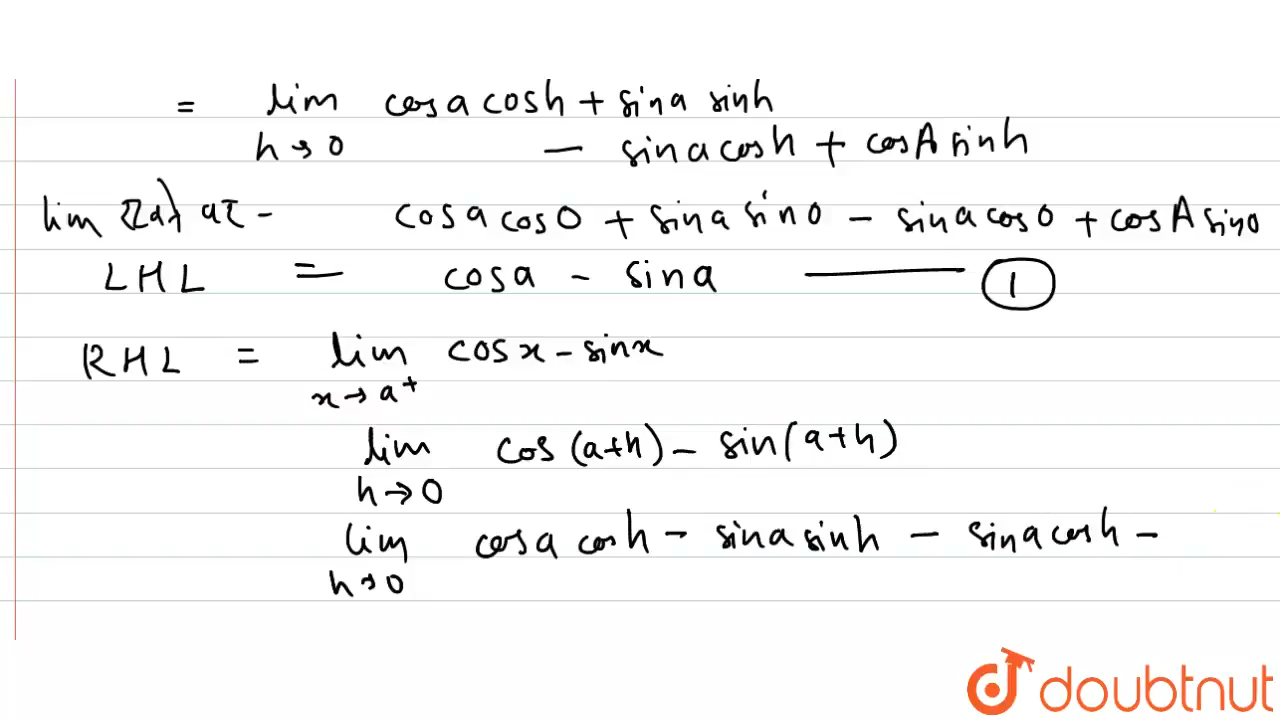 = lim cosa cosh + sina sinh
h→0 − sina cosh + cosA sinh
lim cosa cos0 + sina sin0 − sina cos0 + cosA sin0
LHL = cosa − sina ——— 1
RHL = lim cosx − sinx
x→a+
lim cos(a+h) − sin(a+h)
h→0
lim cosa cosh − sina sinh − sina cosh −
h→0
doubtnut